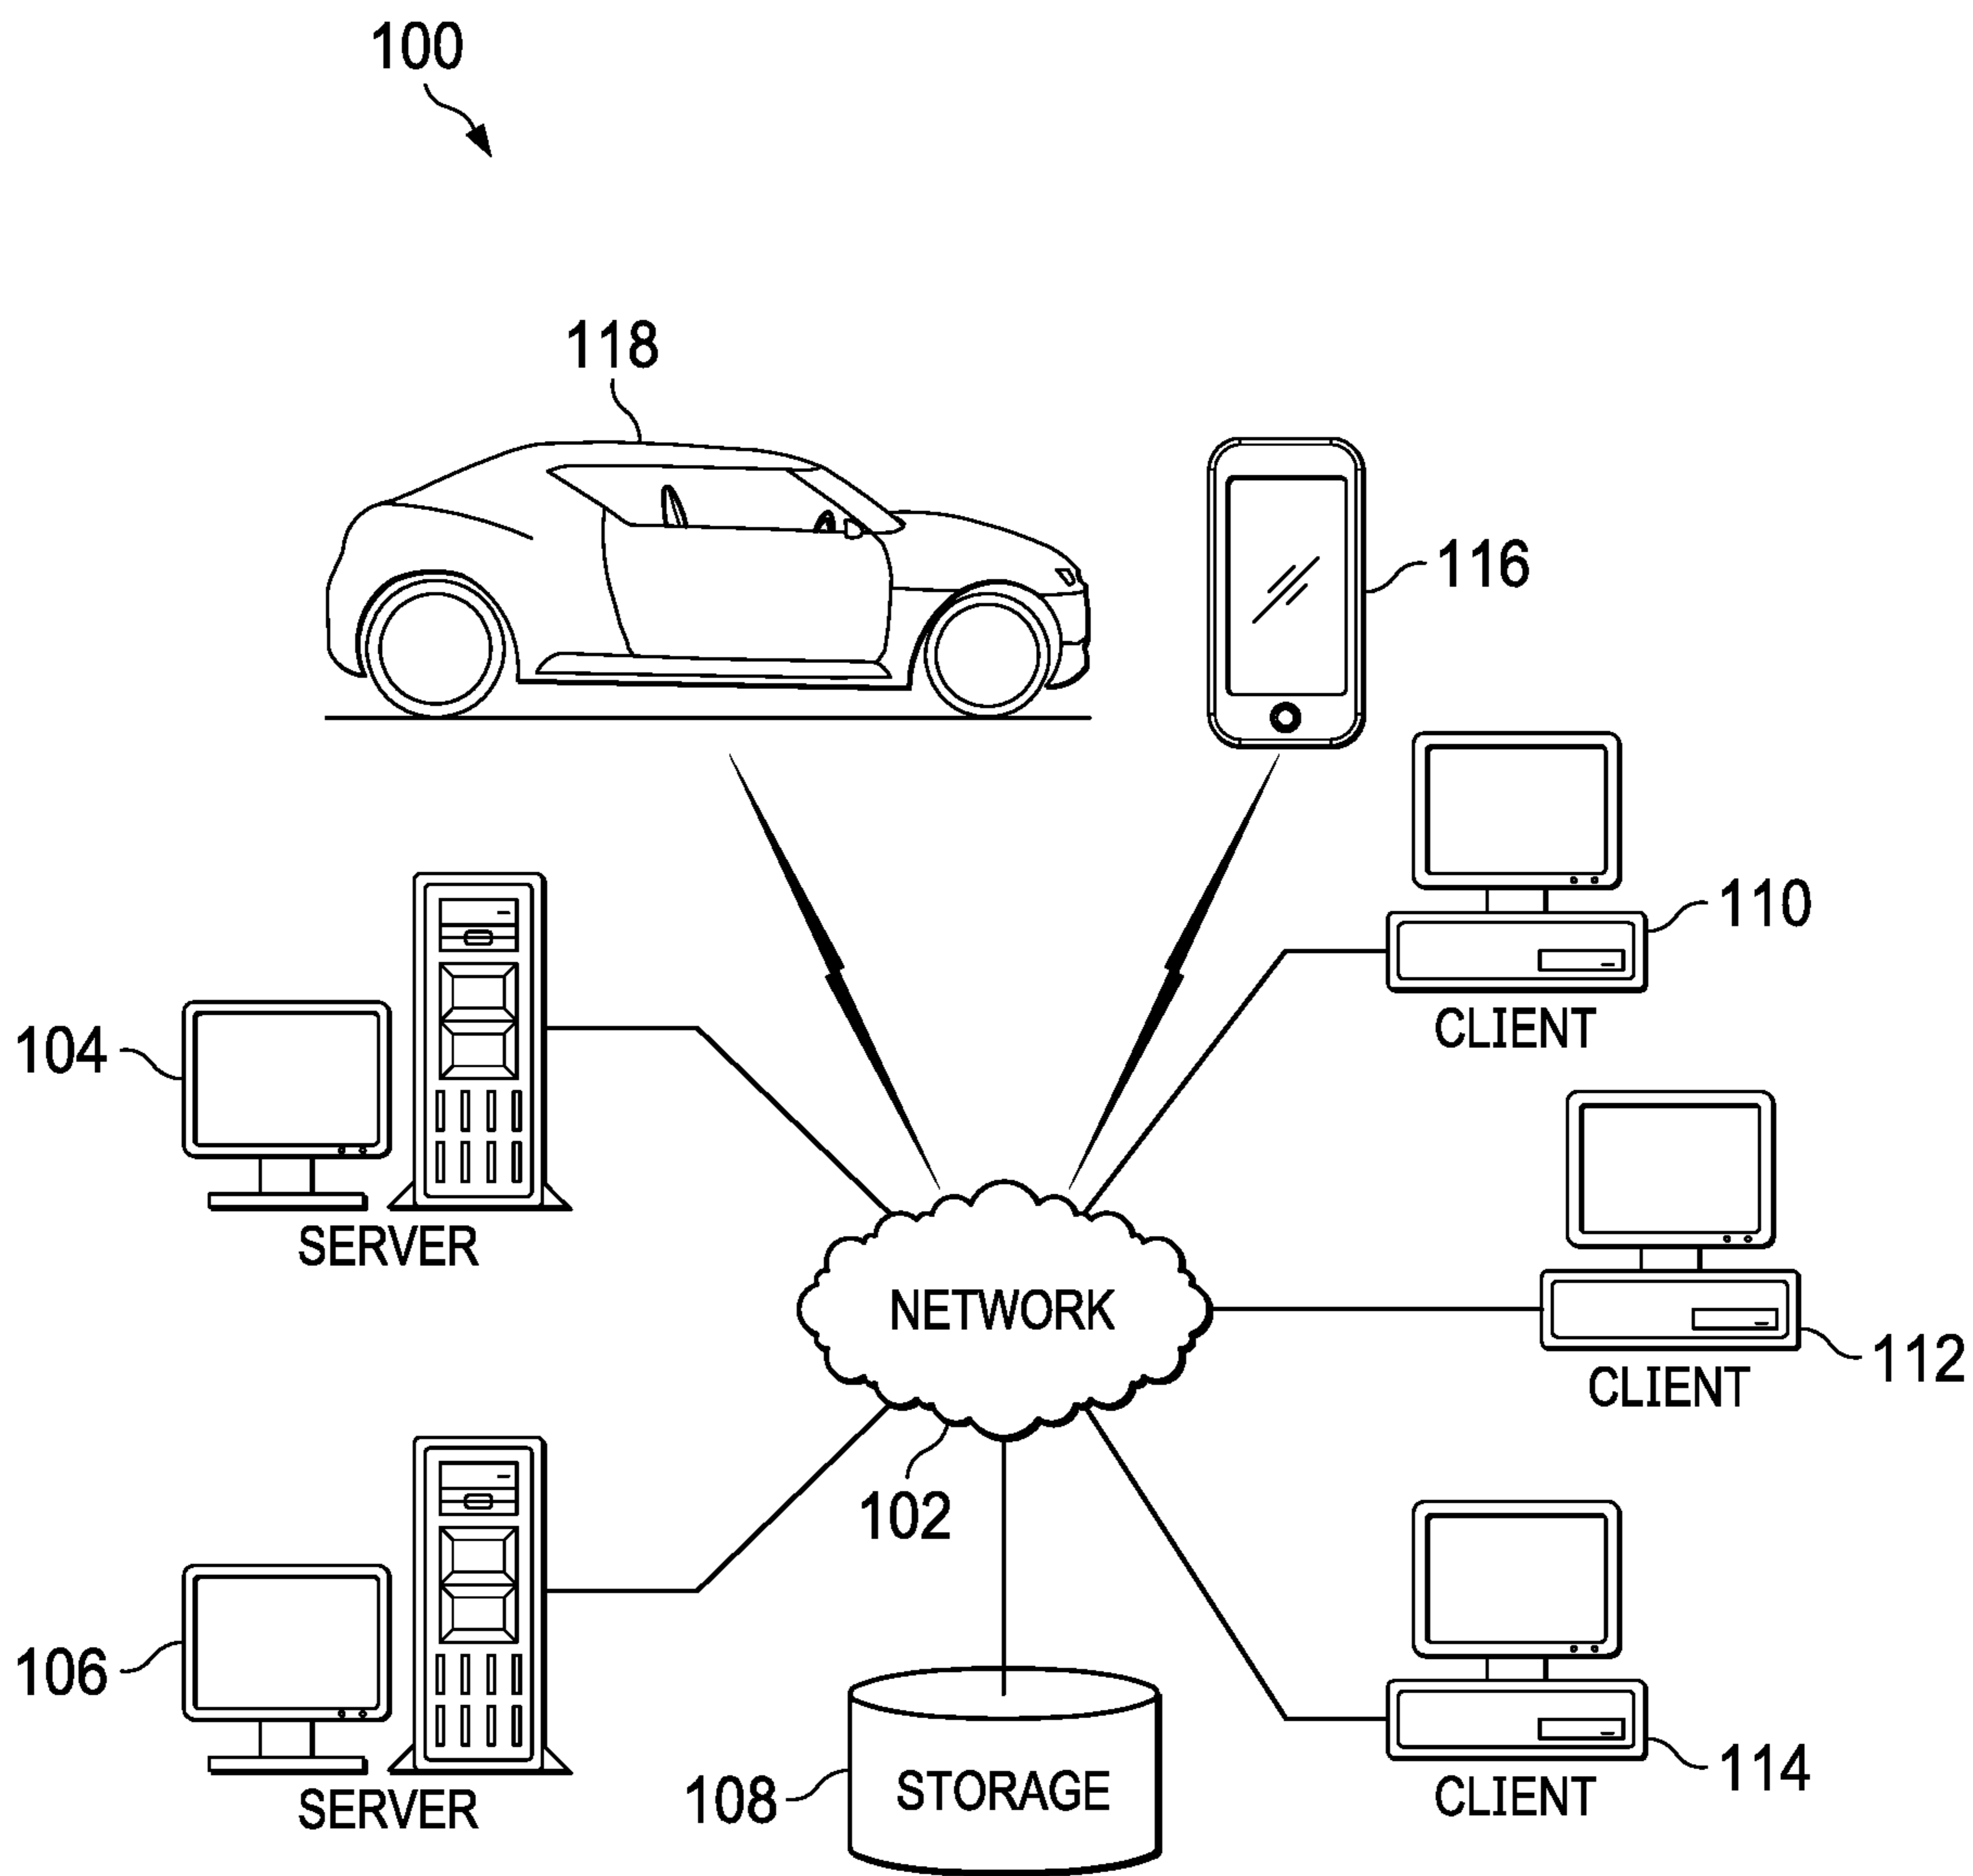 100
118
116
110
CLIENT
104
SERVER
NETWORK
112
CLIENT
102
106
SERVER
108
STORAGE
114
CLIENT